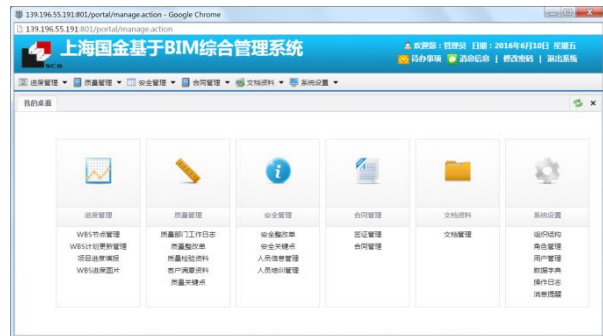 139.196.55.191:801/portal/manage.action - Google Chrome
139.196.55.191:801/portal/manage.action
上海国金基于BIM综合管理系统
欢迎您：管理员 日期：2016年6月10日 星期五
待办事项 消息信息 | 修改密码 | 退出系统
进度管理 质量管理 安全管理 合同管理 文档资料 系统设置
我的桌面
进度管理
WBS节点管理
WBS计划更新管理
项目进度填报
WBS进度图片
质量管理
质量部门工作日志
质量整改单
质量检验资料
客户满意资料
质量关键点
安全管理
安全整改单
安全关键点
人员信息管理
人员培训管理
合同管理
签证管理
合同管理
文档资料
文档管理
系统设置
组织结构
角色管理
用户管理
数据字典
操作日志
消息提醒